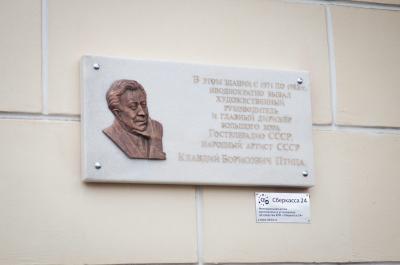 В этом здании с 1971 по 1983 г.
неоднократно бывал
художественный
руководитель
и главный дирижер
Большого хора
Гостелерадио СССР,
народный артист СССР
Клавдий Борисович Птица
Сберкасса 24